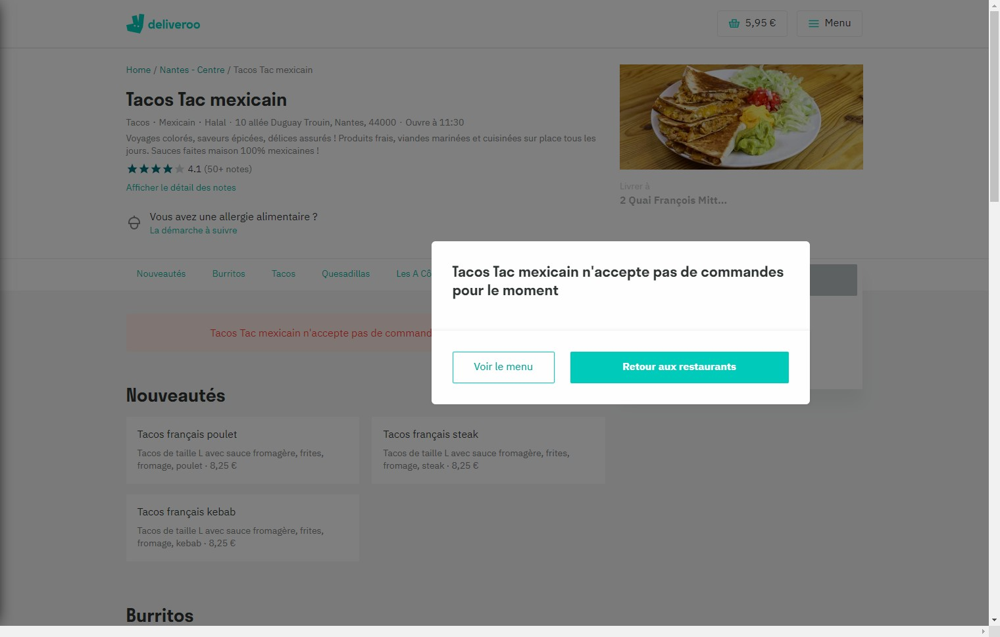 deliveroo
5,95 €
Menu
Home / Nantes - Centre / Tacos Tac mexicain
Tacos Tac mexicain
Tacos · Mexicain · Halal · 10 allée Duguay Trouin, Nantes, 44000 · Ouvre à 11:30
Voyages colorés, saveurs épicées, délices assurés ! Produits frais, viandes marinées et cuisinées sur place tous les
jours. Sauces faites maison 100% mexicaines !
4.1 (50+ notes)
Afficher le détail des notes
Livrer à
2 Quai François Mitt...
Vous avez une allergie alimentaire ?
La démarche à suivre
Nouveautés Burritos Tacos Quesadillas Les A Cô
Tacos Tac mexicain n'accepte pas de commandes
pour le moment
Tacos Tac mexicain n'accepte pas de command
Voir le menu
Retour aux restaurants
Nouveautés
Tacos français poulet
Tacos de taille L avec sauce fromagère, frites,
fromage, poulet · 8,25 €
Tacos français steak
Tacos de taille L avec sauce fromagère, frites,
fromage, steak · 8,25 €
Tacos français kebab
Tacos de taille L avec sauce fromagère, frites,
fromage, kebab · 8,25 €
Burritos